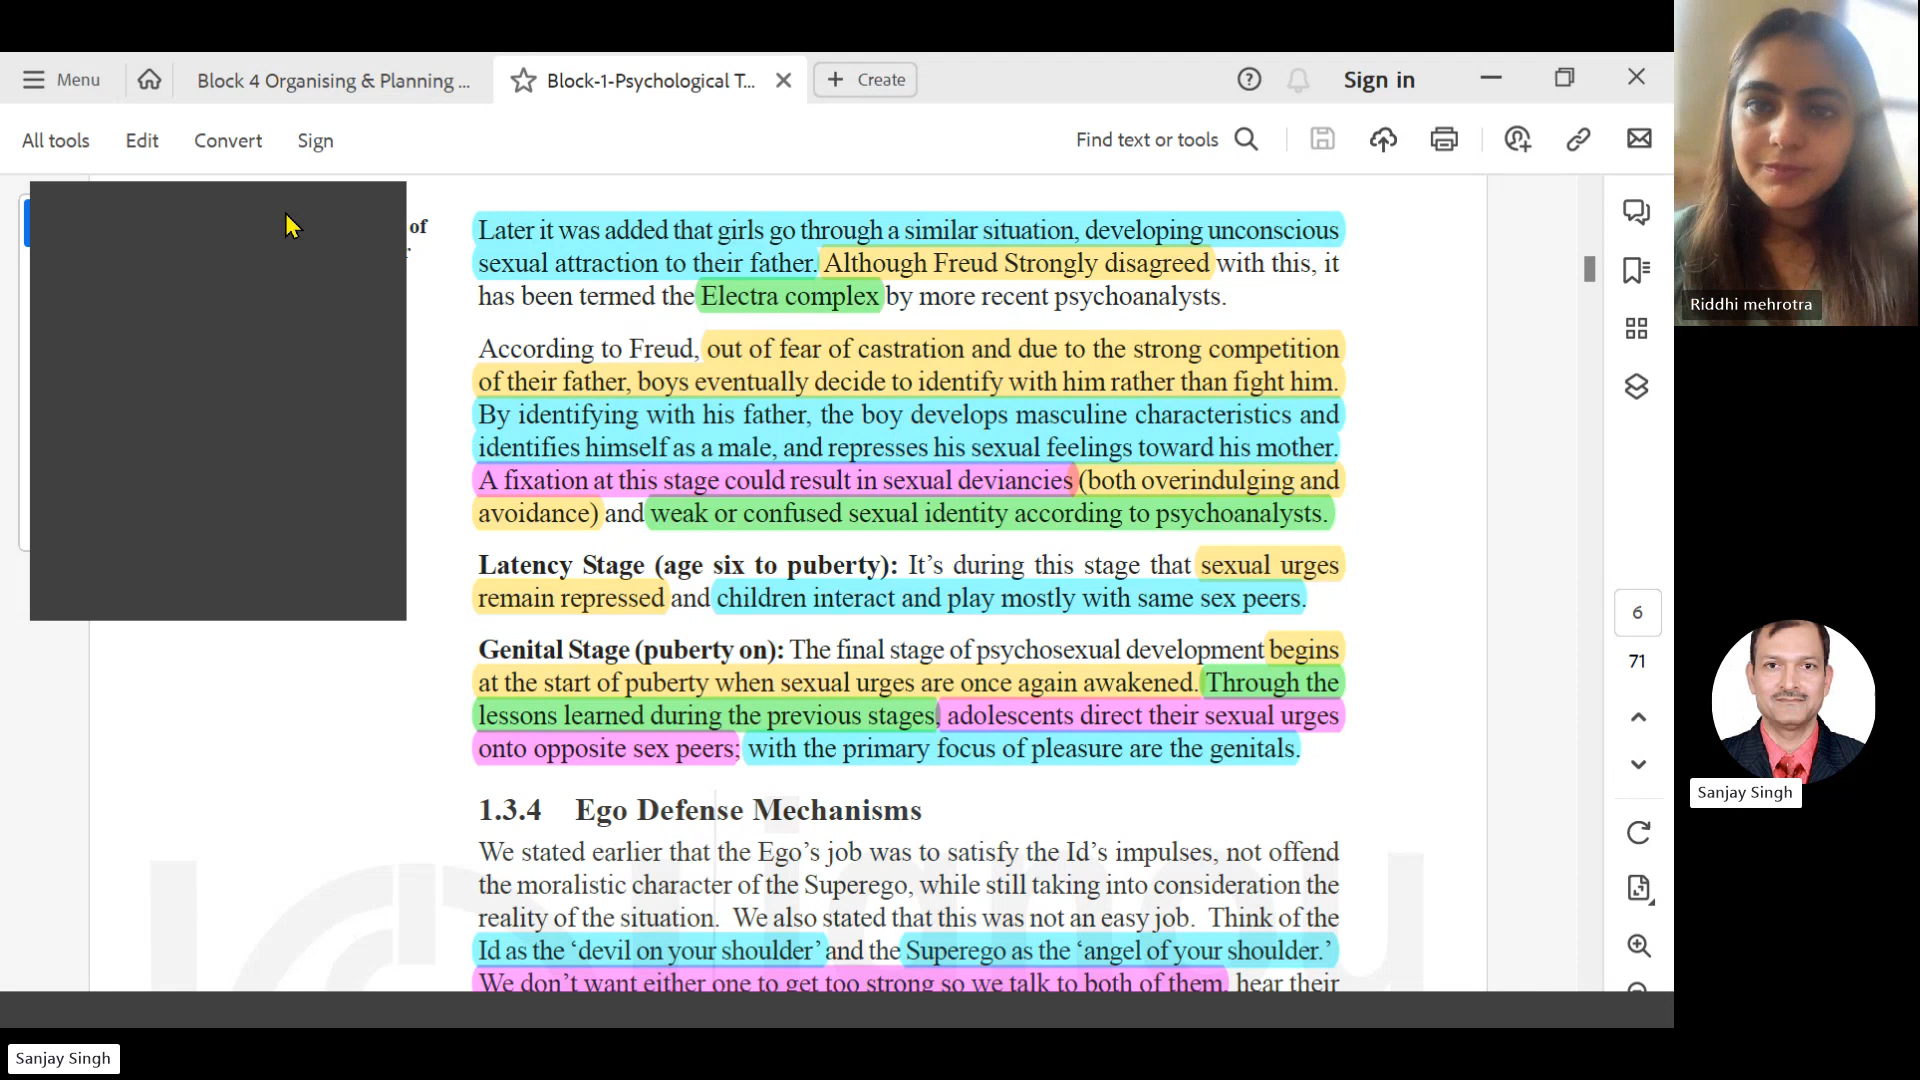 Menu
Block 4 Organising & Planning ...
Block-1-Psychological T...
Create
Sign in
All tools
Edit
Convert
Sign
Find text or tools
of
Later it was added that girls go through a similar situation, developing unconscious
sexual attraction to their father. Although Freud Strongly disagreed with this, it
has been termed the Electra complex by more recent psychoanalysts.
According to Freud, out of fear of castration and due to the strong competition
of their father, boys eventually decide to identify with him rather than fight him.
By identifying with his father, the boy develops masculine characteristics and
identifies himself as a male, and represses his sexual feelings toward his mother.
A fixation at this stage could result in sexual deviancies (both overindulging and
avoidance) and weak or confused sexual identity according to psychoanalysts.
Latency Stage (age six to puberty): It’s during this stage that sexual urges
remain repressed and children interact and play mostly with same sex peers.
Genital Stage (puberty on): The final stage of psychosexual development begins
at the start of puberty when sexual urges are once again awakened. Through the
lessons learned during the previous stages, adolescents direct their sexual urges
onto opposite sex peers; with the primary focus of pleasure are the genitals.
1.3.4 Ego Defense Mechanisms
We stated earlier that the Ego’s job was to satisfy the Id’s impulses, not offend
the moralistic character of the Superego, while still taking into consideration the
reality of the situation. We also stated that this was not an easy job. Think of the
Id as the ‘devil on your shoulder’ and the Superego as the ‘angel of your shoulder.’
We don’t want either one to get too strong so we talk to both of them, hear their
6
71
Riddhi mehrotra
Sanjay Singh
Sanjay Singh